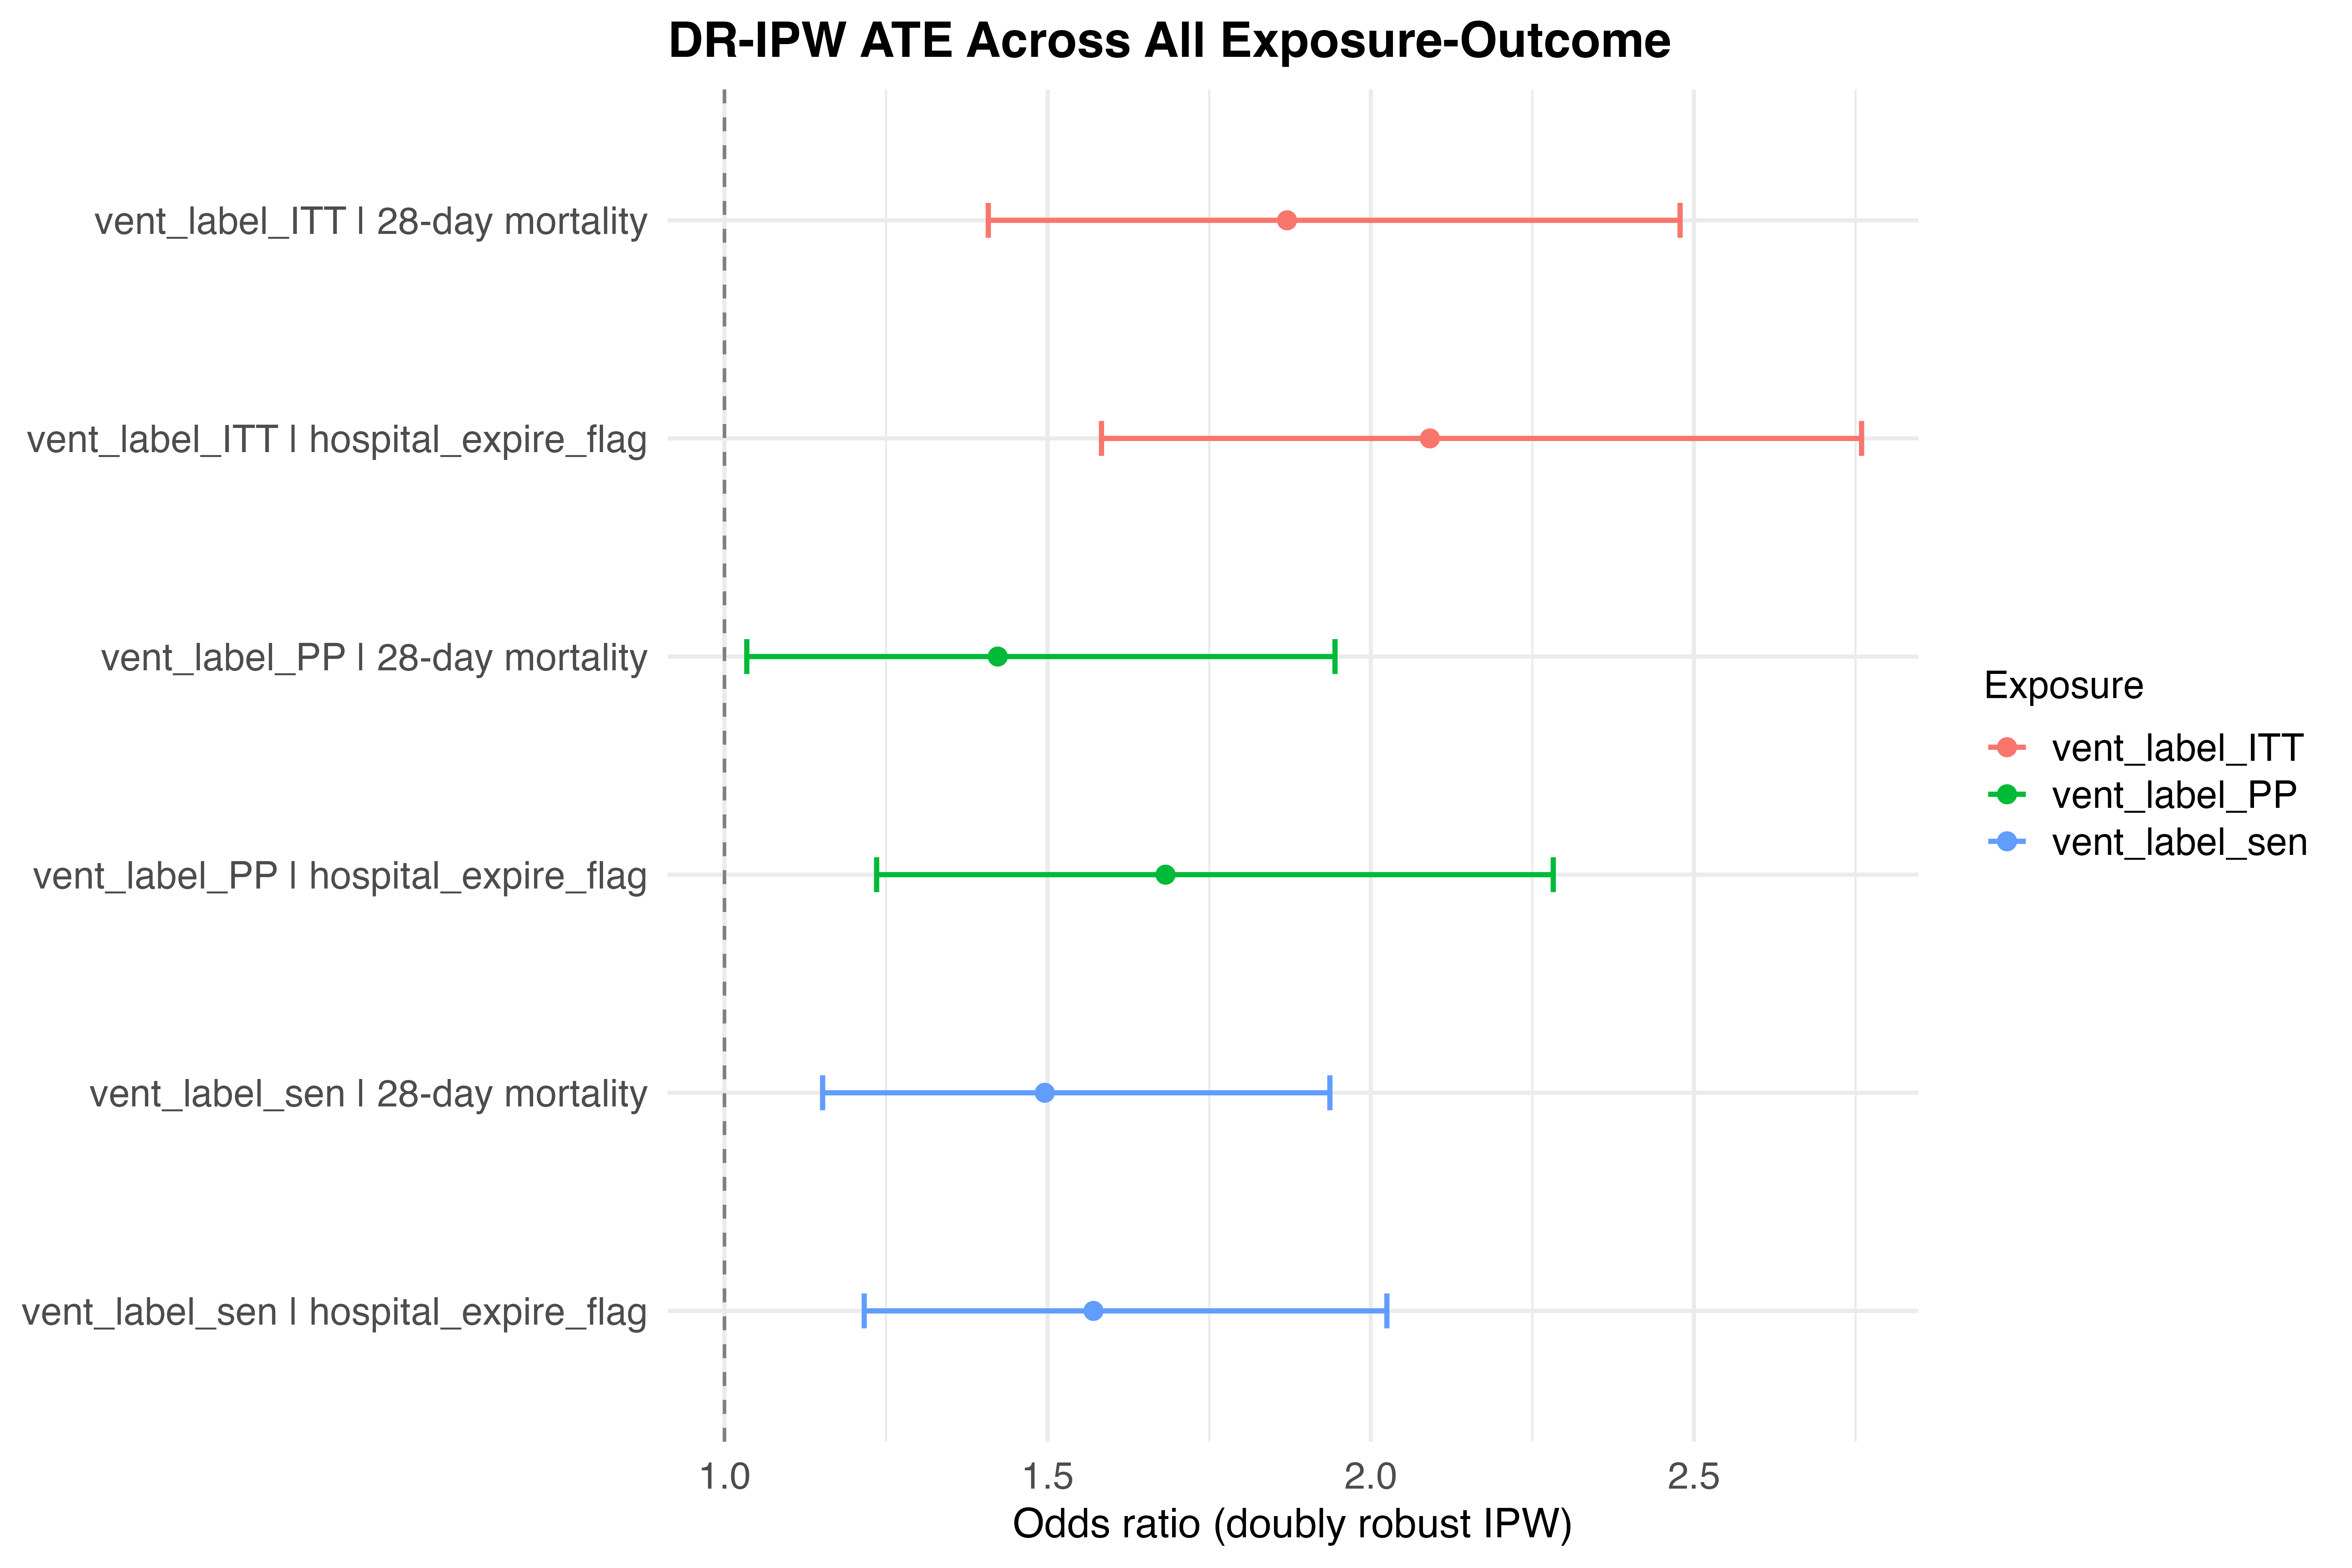 DR-IPW ATE Across All Exposure-Outcome
vent_label_ITT | 28-day mortality
vent_label_ITT | hospital_expire_flag
vent_label_PP | 28-day mortality
vent_label_PP | hospital_expire_flag
vent_label_sen | 28-day mortality
vent_label_sen | hospital_expire_flag
1.0 1.5 2.0 2.5
Odds ratio (doubly robust IPW)
Exposure
vent_label_ITT
vent_label_PP
vent_label_sen